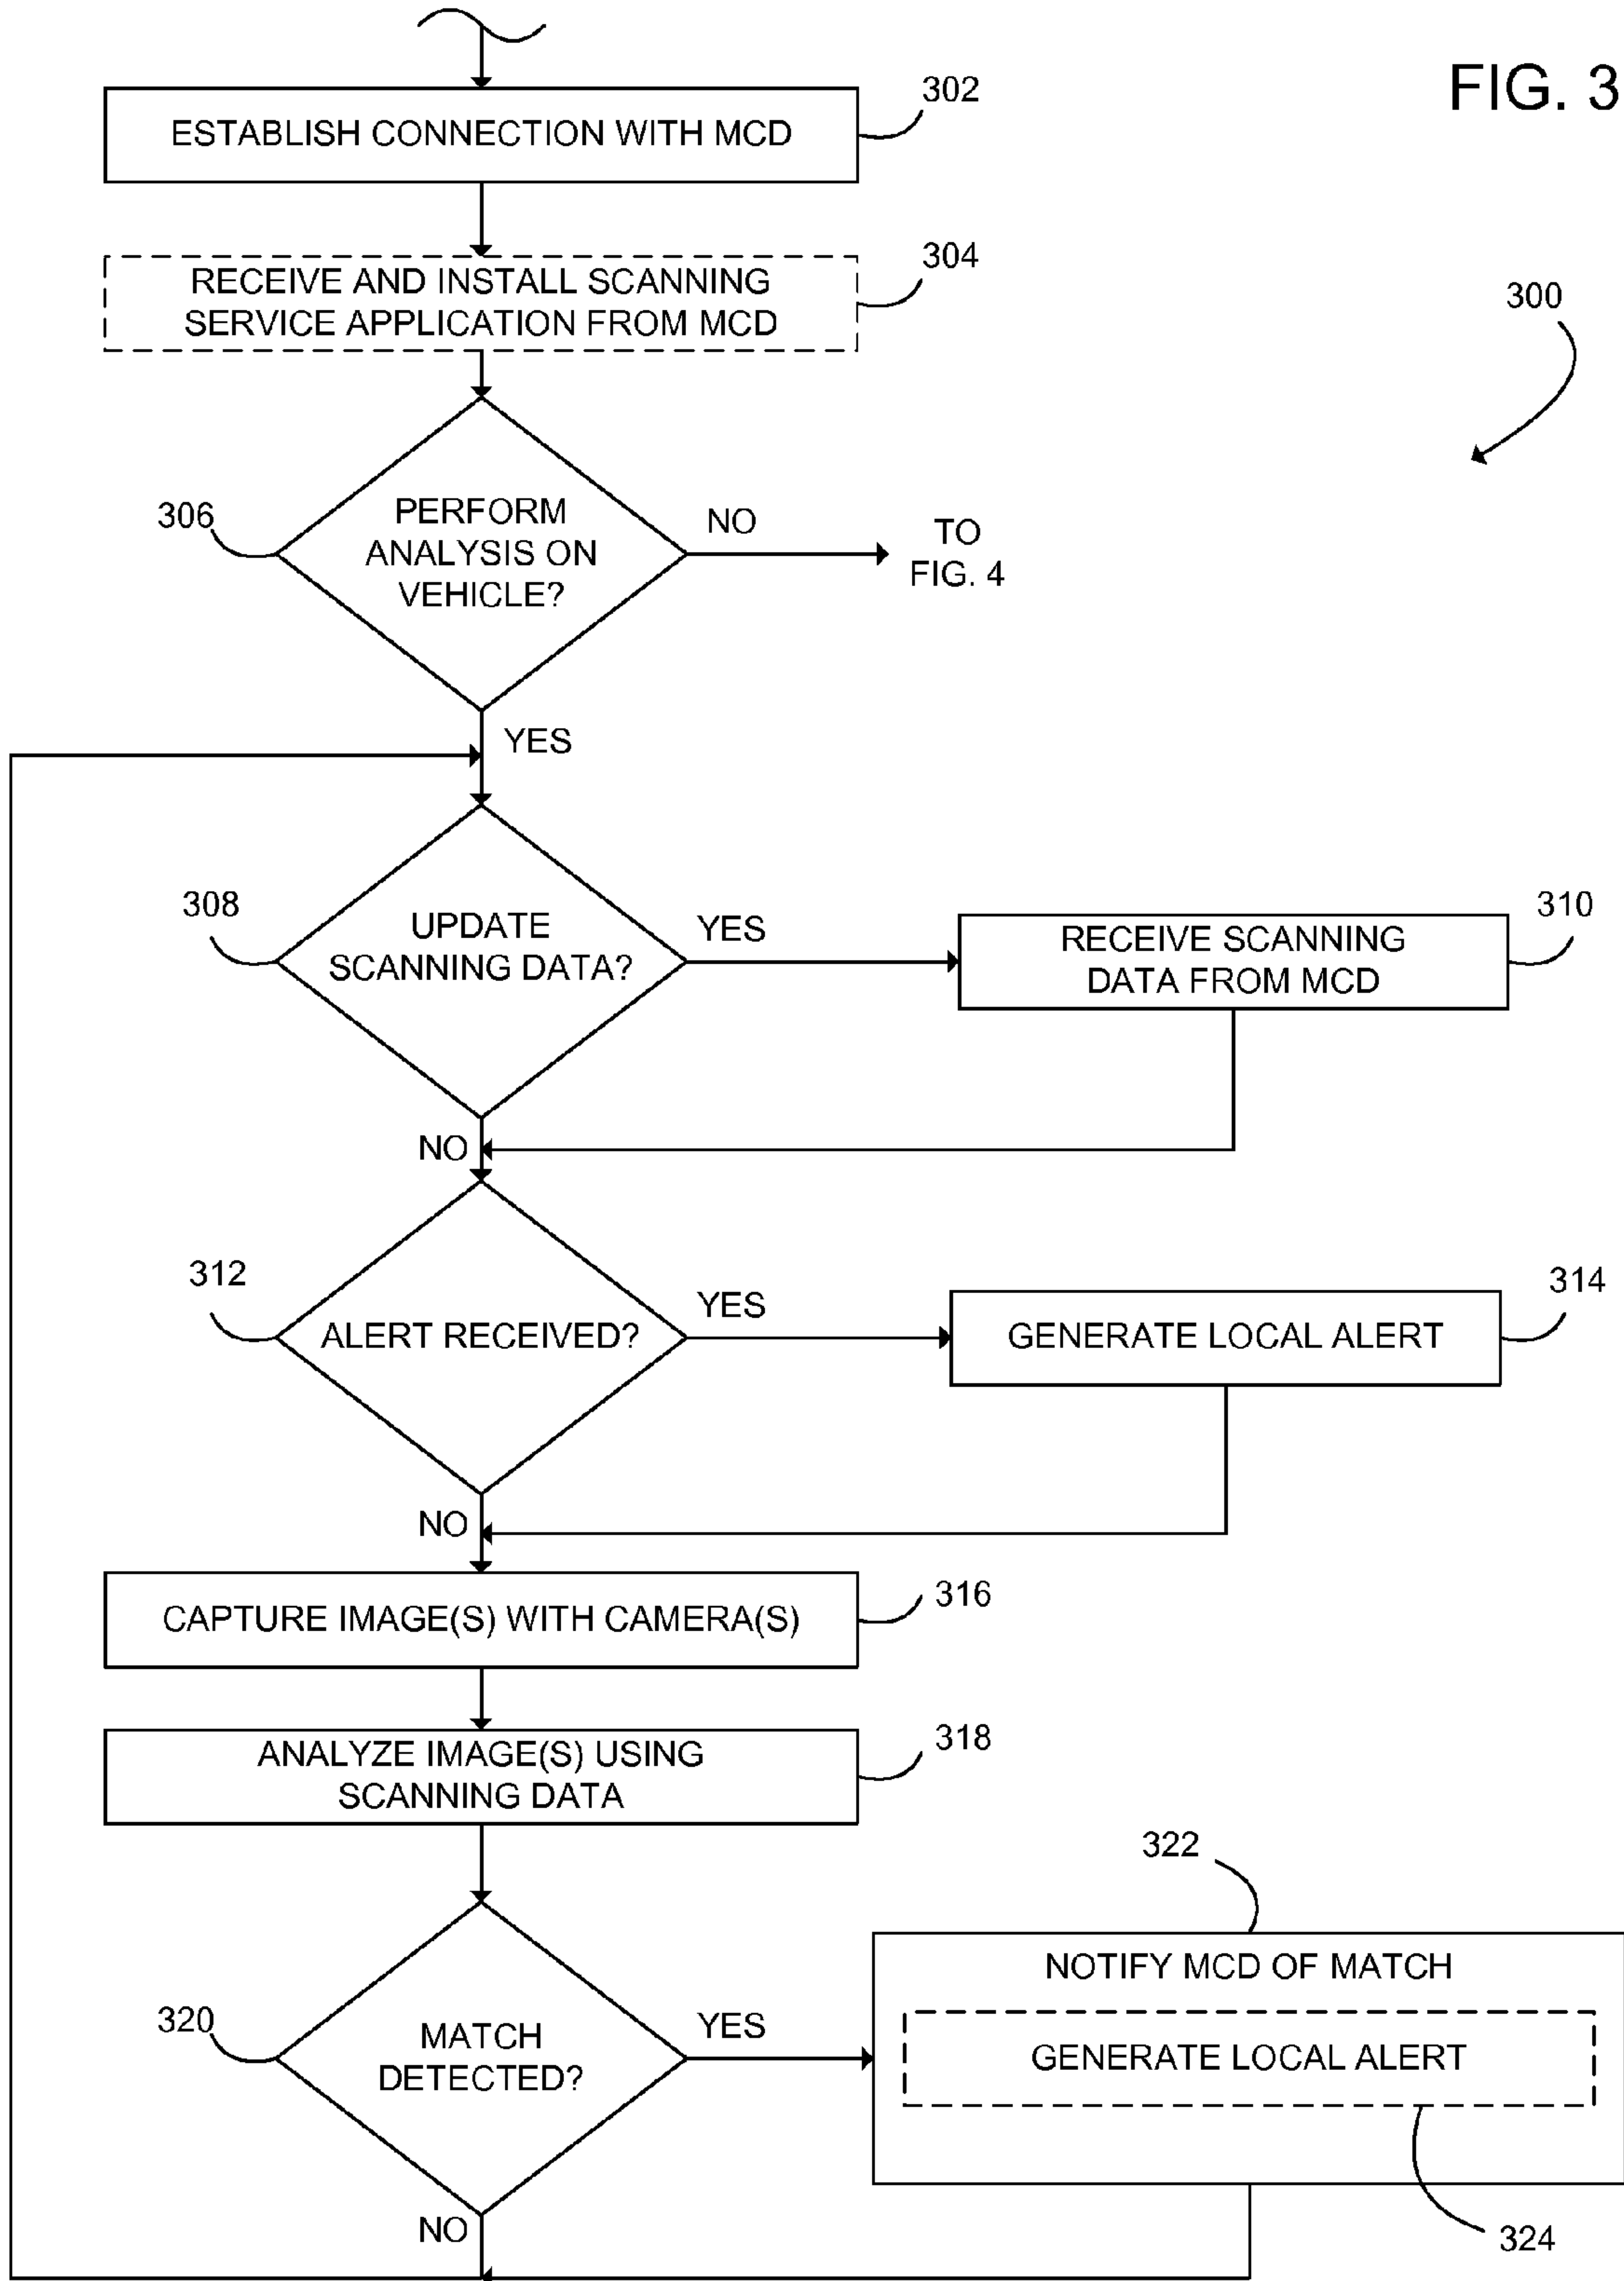 FIG. 3
302
ESTABLISH CONNECTION WITH MCD
304
RECEIVE AND INSTALL SCANNING
SERVICE APPLICATION FROM MCD
300
306
PERFORM
ANALYSIS ON
VEHICLE?
NO
TO
FIG. 4
YES
308
UPDATE
SCANNING DATA?
YES
310
RECEIVE SCANNING
DATA FROM MCD
NO
312
ALERT RECEIVED?
YES
314
GENERATE LOCAL ALERT
NO
316
CAPTURE IMAGE(S) WITH CAMERA(S)
318
ANALYZE IMAGE(S) USING
SCANNING DATA
320
MATCH
DETECTED?
YES
322
NOTIFY MCD OF MATCH
GENERATE LOCAL ALERT
324
NO